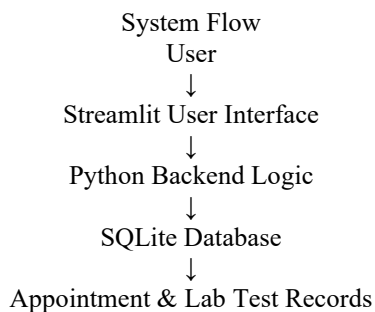 System Flow
User
↓
Streamlit User Interface
↓
Python Backend Logic
↓
SQLite Database
↓
Appointment & Lab Test Records